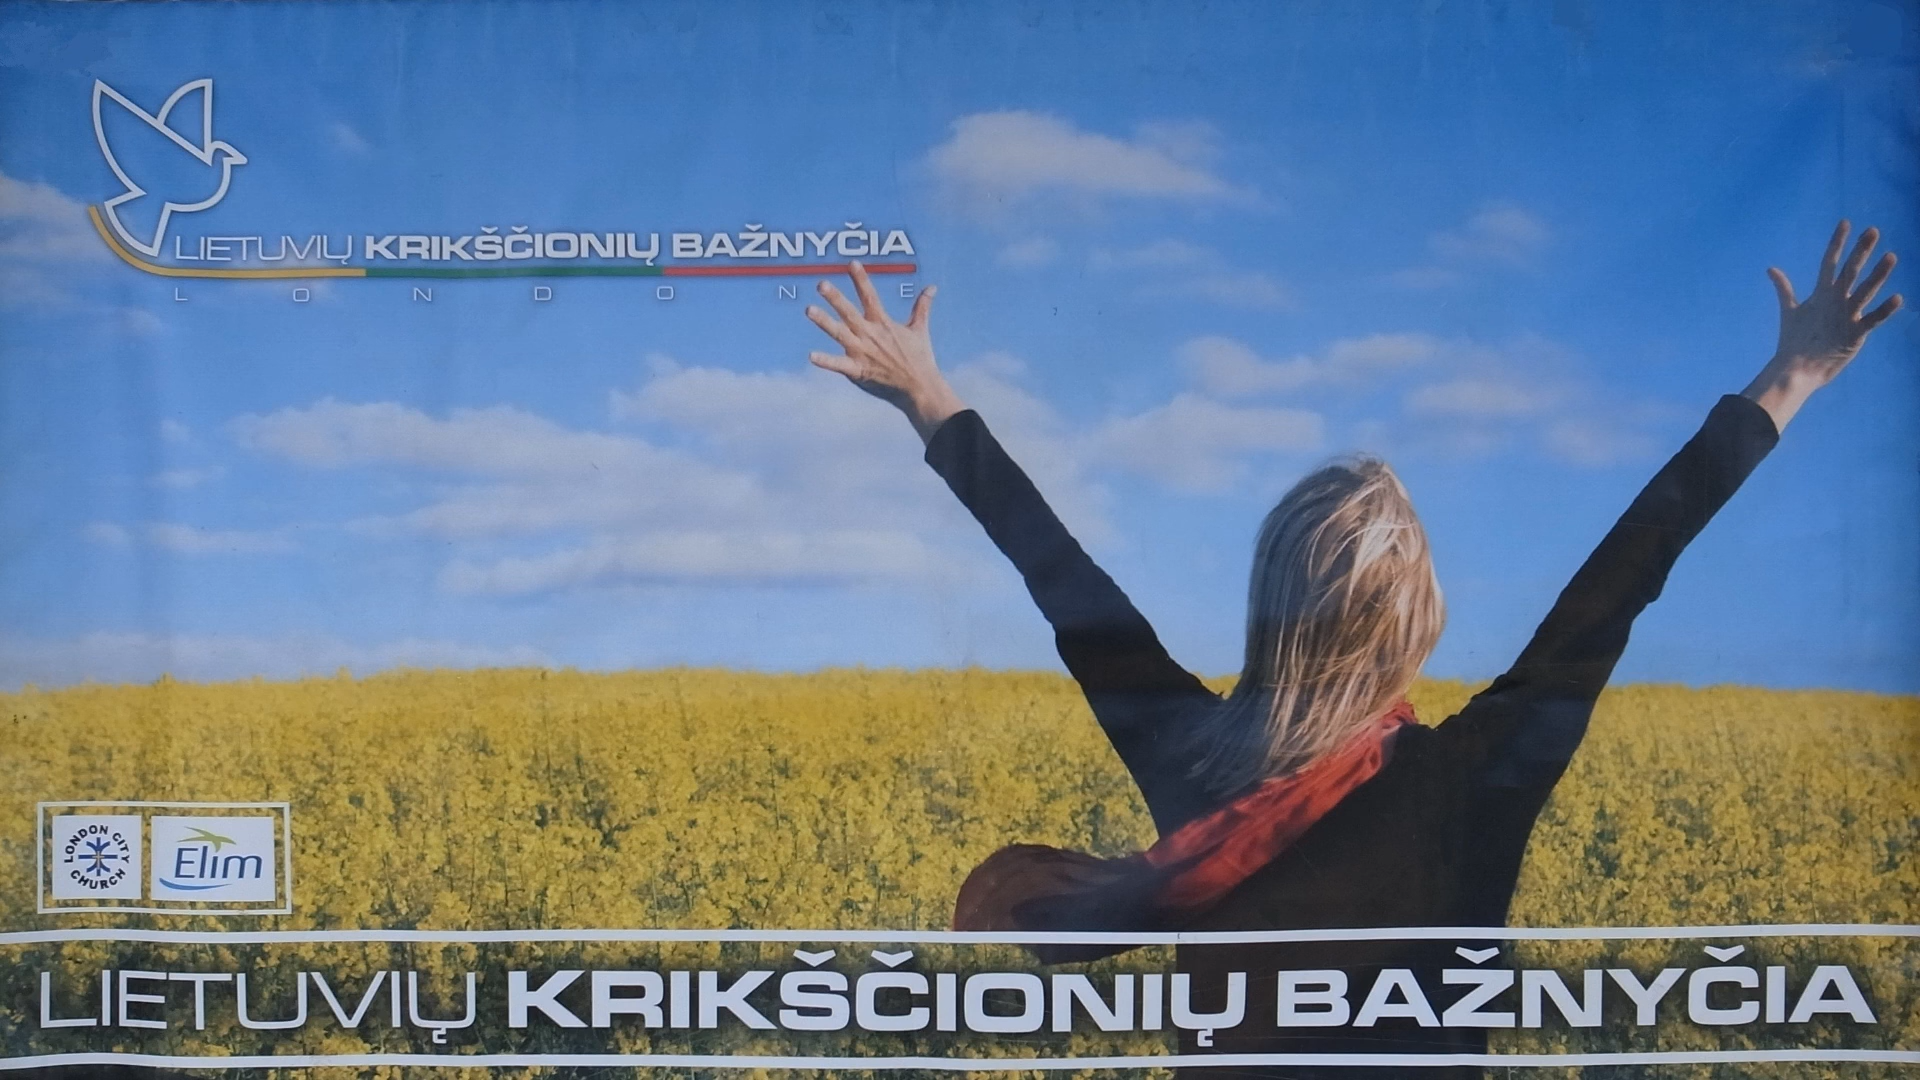 LIETUVIŲ KRIKŠČIONIŲ BAŽNYČIA
LONDONE
LONDON CITY CHURCH
Elim
LIETUVIŲ KRIKŠČIONIŲ BAŽNYČIA